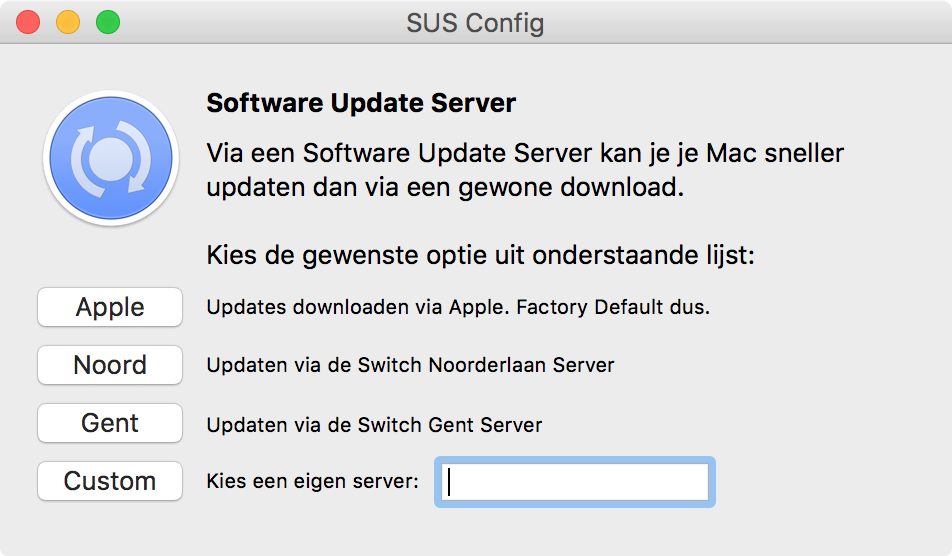 SUS Config
Software Update Server
Via een Software Update Server kan je je Mac sneller
updaten dan via een gewone download.
Kies de gewenste optie uit onderstaande lijst:
Apple Updates downloaden via Apple. Factory Default dus.
Noord Updaten via de Switch Noorderlaan Server
Gent Updaten via de Switch Gent Server
Custom Kies een eigen server: